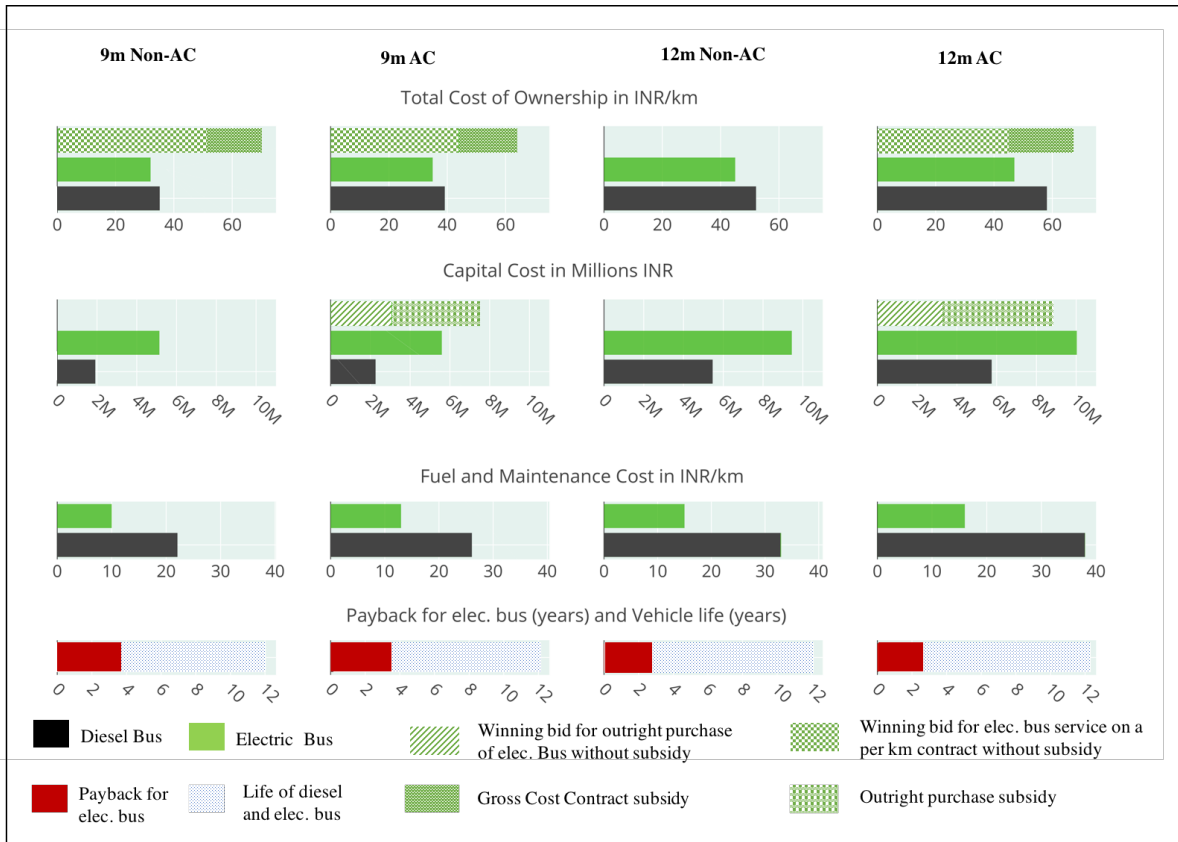 9m Non-AC 9m AC 12m Non-AC 12m AC
Total Cost of Ownership in INR/km
0 20 40 60 0 20 40 60 0 20 40 60 0 20 40 60
Capital Cost in Millions INR
0 2M 4M 6M 8M 10M 0 2M 4M 6M 8M 10M 0 2M 4M 6M 8M 10M 0 2M 4M 6M 8M 10M
Fuel and Maintenance Cost in INR/km
0 10 20 30 40 0 10 20 30 40 0 10 20 30 40 0 10 20 30 40
Payback for elec. bus (years) and Vehicle life (years)
0 2 4 6 8 10 12 0 2 4 6 8 10 12 0 2 4 6 8 10 12 0 2 4 6 8 10 12
Diesel Bus
Electric Bus
Winning bid for outright purchase
of elec. Bus without subsidy
Winning bid for elec. bus service on a
per km contract without subsidy
Payback for
elec. bus
Life of diesel
and elec. bus
Gross Cost Contract subsidy
Outright purchase subsidy